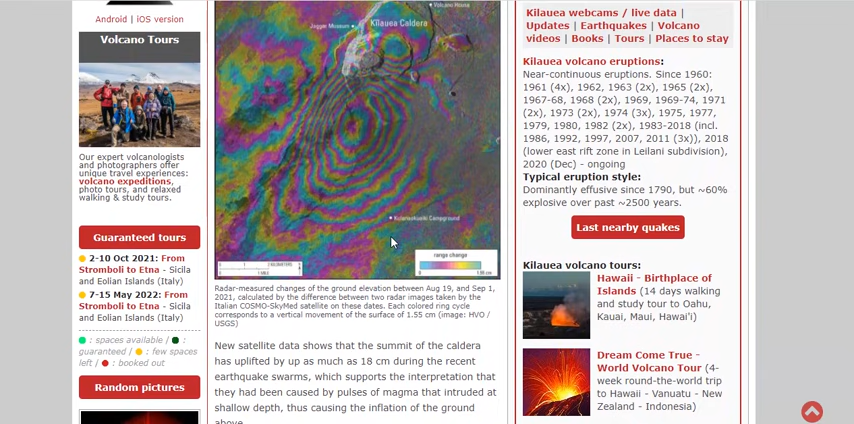 Android | iOS version
Volcano Tours
Our expert volcanologists
and photographers offer
unique travel experiences:
volcano expeditions,
photo tours, and relaxed
walking & study tours.
Guaranteed tours
2-10 Oct 2021: From
Stromboli to Etna - Sicila
and Eolian Islands (Italy)
7-15 May 2022: From
Stromboli to Etna - Sicila
and Eolian Islands (Italy)
: spaces available /
: guaranteed / : few spaces
left / : booked out
Random pictures
Volcano House
Jaggar Museum
Kīlauea Caldera
Kulanaokuaiki Campground
range change
0
1.55 cm
Radar-measured changes of the ground elevation between Aug 19, and Sep 1,
2021, calculated by the difference between two radar images taken by the
Italian COSMO-SkyMed satellite on these dates. Each colored ring cycle
corresponds to a vertical movement of the surface of 1.55 cm (image: HVO /
USGS)
New satellite data shows that the summit of the caldera
has uplifted by up as much as 18 cm during the recent
earthquake swarms, which supports the interpretation that
they had been caused by pulses of magma that intruded at
shallow depth, thus causing the inflation of the ground
above.
Kilauea webcams / live data |
Updates | Earthquakes | Volcano
videos | Books | Tours | Places to stay
Kilauea volcano eruptions:
Near-continuous eruptions. Since 1960:
1961 (4x), 1962, 1963 (2x), 1965 (2x),
1967-68, 1968 (2x), 1969, 1969-74, 1971
(2x), 1973 (2x), 1974 (3x), 1975, 1977,
1979, 1980, 1982 (2x), 1983-2018 (incl.
1986, 1992, 1997, 2007, 2011 (3x)), 2018
(lower east rift zone in Leilani subdivision),
2020 (Dec) - ongoing
Typical eruption style:
Dominantly effusive since 1790, but ~60%
explosive over past ~2500 years.
Last nearby quakes
Kilauea volcano tours:
Hawaii - Birthplace of
Islands (14 days walking
and study tour to Oahu,
Kauai, Maui, Hawai'i)
Dream Come True -
World Volcano Tour (4-
week round-the-world trip
to Hawaii - Vanuatu - New
Zealand - Indonesia)